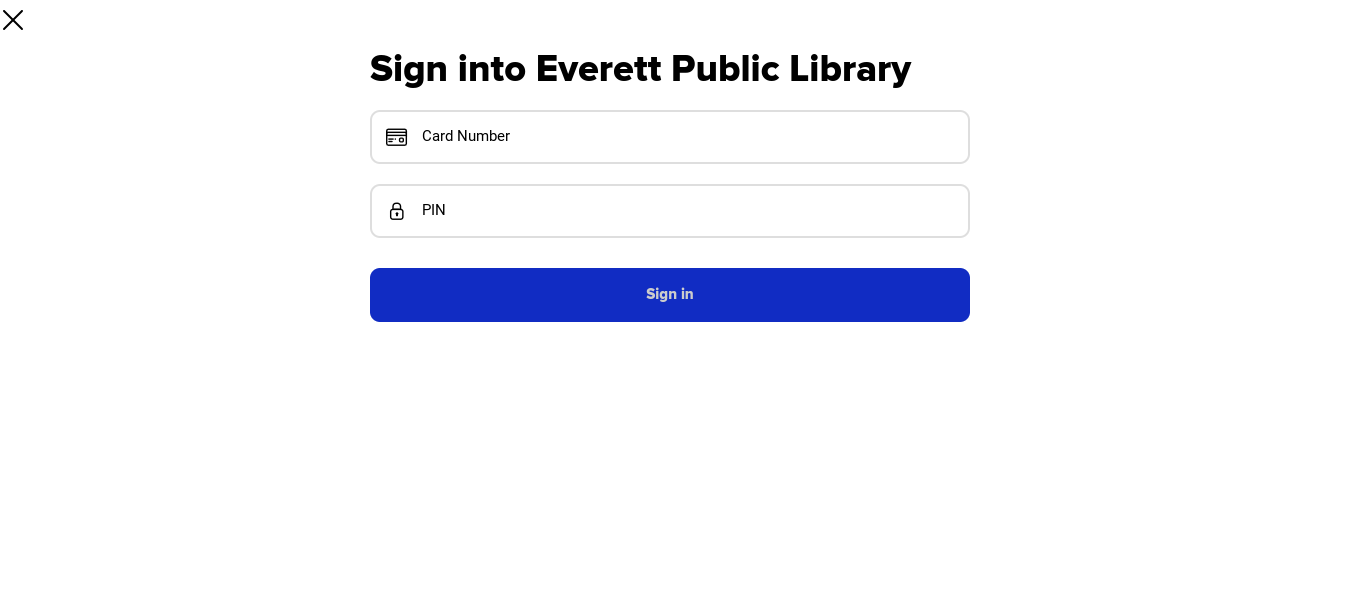 Sign into Everett Public Library
Card Number
PIN
Sign in